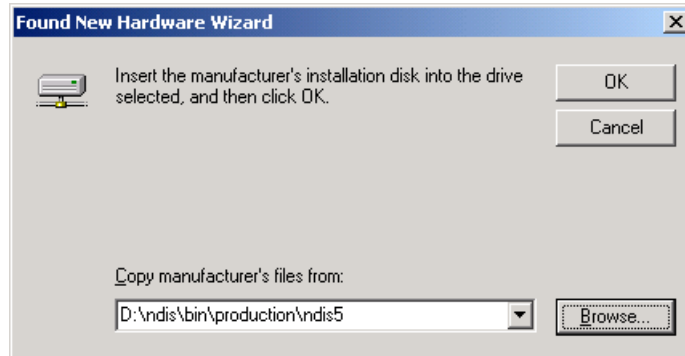 Found New Hardware Wizard
Insert the manufacturer's installation disk into the drive
selected, and then click OK.
OK
Cancel
Copy manufacturer's files from:
D:\ndis\bin\production\ndis5
Browse...